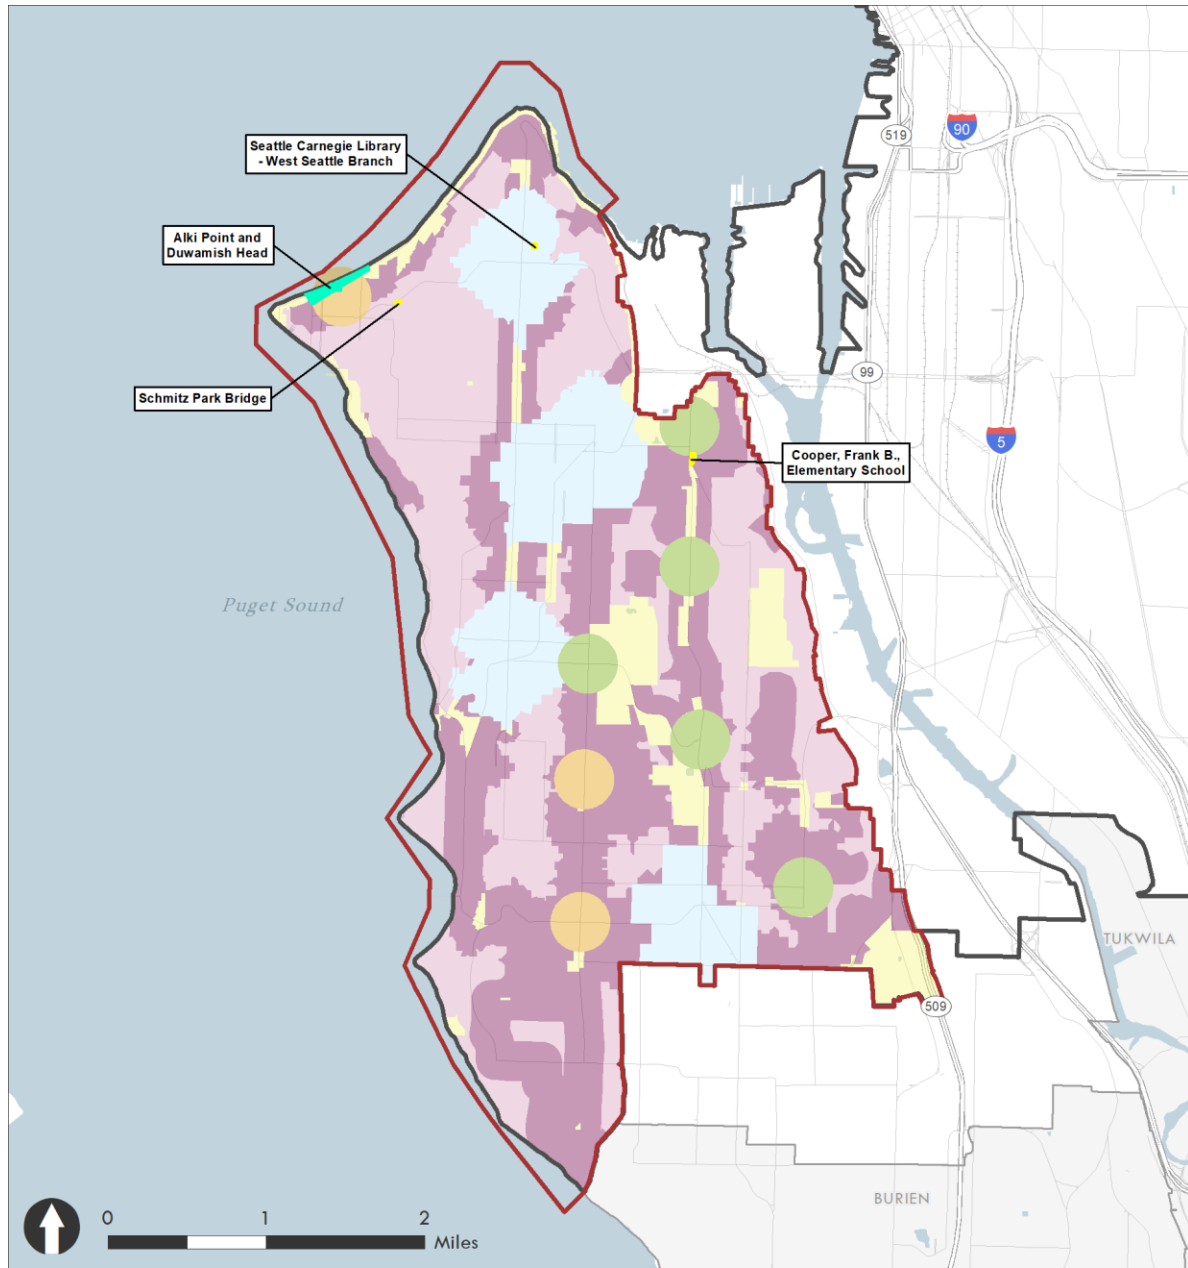 Seattle Carnegie Library
- West Seattle Branch
519
90
Alki Point and
Duwamish Head
99
Schmitz Park Bridge
5
Cooper, Frank B.,
Elementary School
Puget Sound
TUKWILA
509
BURIEN
0 1 2
Miles